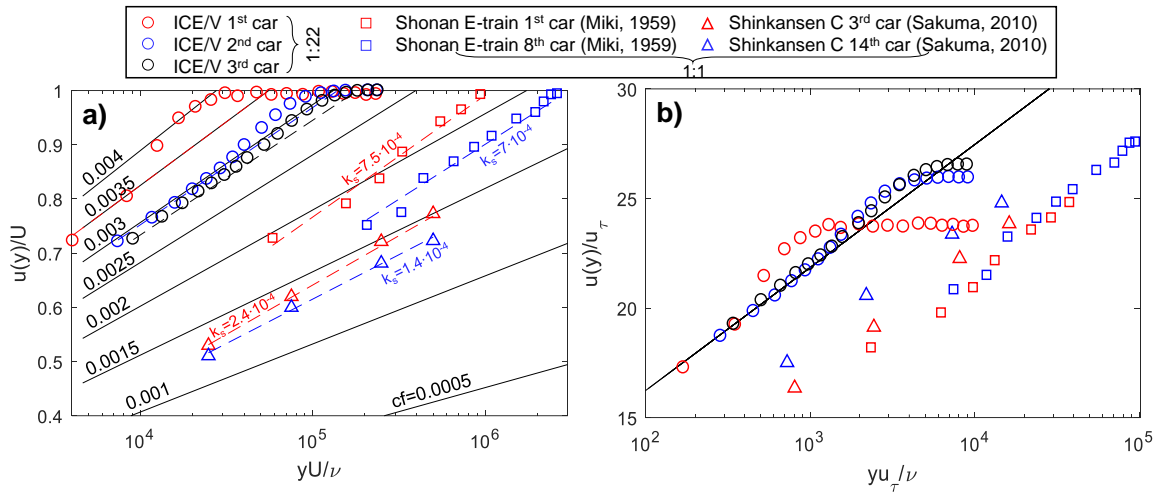 ICE/V 1st car
ICE/V 2nd car
ICE/V 3rd car
1:22
Shonan E-train 1st car (Miki, 1959)
Shonan E-train 8th car (Miki, 1959)
Shinkansen C 3rd car (Sakuma, 2010)
Shinkansen C 14th car (Sakuma, 2010)
1:1
a)
u(y)/U
1
0.9
0.8
0.7
0.6
0.5
0.4
0.004
0.0035
0.003
0.0025
0.002
0.0015
0.001
cf=0.0005
ks=7.5·10-4
ks=7·10-4
ks=2.4·10-4
ks=1.4·10-4
10^4
10^5
10^6
yU/ν
b)
u(y)/uτ
30
25
20
15
10^2
10^3
10^4
10^5
yuτ/ν